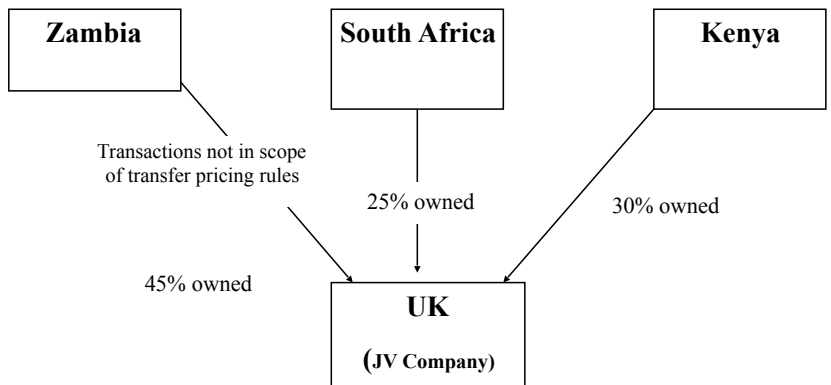 Zambia
South Africa
Kenya
Transactions not in scope
of transfer pricing rules
25% owned
30% owned
45% owned
UK
(JV Company)